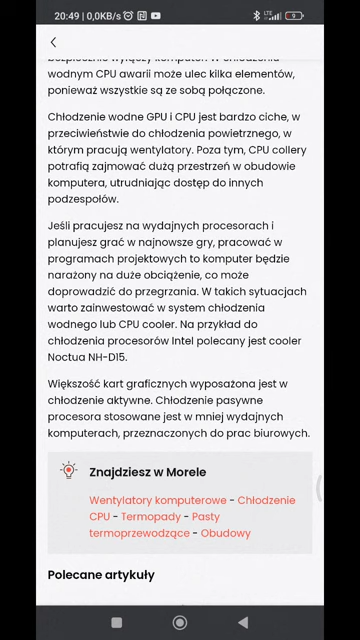 20:49 | 0,0KB/s
LTE
9
bezpiecznie wyłączy komputer. W chłodzeniu
wodnym CPU awarii może ulec kilka elementów,
ponieważ wszystkie są ze sobą połączone.
Chłodzenie wodne GPU i CPU jest bardzo ciche, w
przeciwieństwie do chłodzenia powietrznego, w
którym pracują wentylatory. Poza tym, CPU collery
potrafią zajmować dużą przestrzeń w obudowie
komputera, utrudniając dostęp do innych
podzespołów.
Jeśli pracujesz na wydajnych procesorach i
planujesz grać w najnowsze gry, pracować w
programach projektowych to komputer będzie
narażony na duże obciążenie, co może
doprowadzić do przegrzania. W takich sytuacjach
warto zainwestować w system chłodzenia
wodnego lub CPU cooler. Na przykład do
chłodzenia procesorów Intel polecany jest cooler
Noctua NH-D15.
Większość kart graficznych wyposażona jest w
chłodzenie aktywne. Chłodzenie pasywne
procesora stosowane jest w mniej wydajnych
komputerach, przeznaczonych do prac biurowych.
Znajdziesz w Morele
Wentylatory komputerowe - Chłodzenie
CPU - Termopady - Pasty
termoprzewodzące - Obudowy
Polecane artykuły